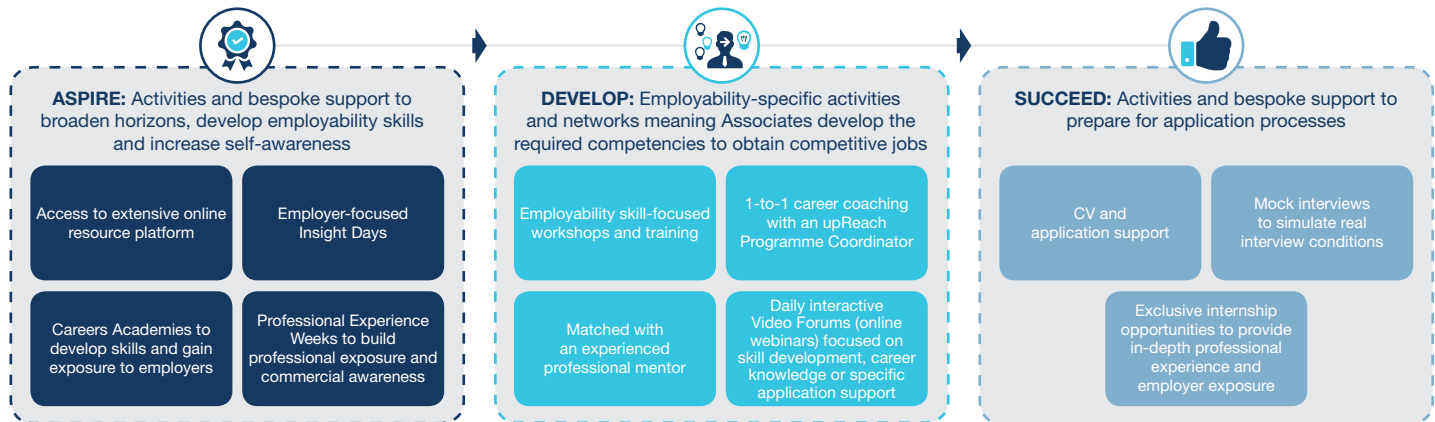 ASPIRE: Activities and bespoke support to
broaden horizons, develop employability skills
and increase self-awareness
Access to extensive online
resource platform
Employer-focused
Insight Days
Careers Academies to
develop skills and gain
exposure to employers
Professional Experience
Weeks to build
professional exposure and
commercial awareness
DEVELOP: Employability-specific activities
and networks meaning Associates develop the
required competencies to obtain competitive jobs
Employability skill-focused
workshops and training
1-to-1 career coaching
with an upReach
Programme Coordinator
Matched with
an experienced
professional mentor
Daily interactive
Video Forums (online
webinars) focused on
skill development, career
knowledge or specific
application support
SUCCEED: Activities and bespoke support to
prepare for application processes
CV and
application support
Mock interviews
to simulate real
interview conditions
Exclusive internship
opportunities to provide
in-depth professional
experience and
employer exposure